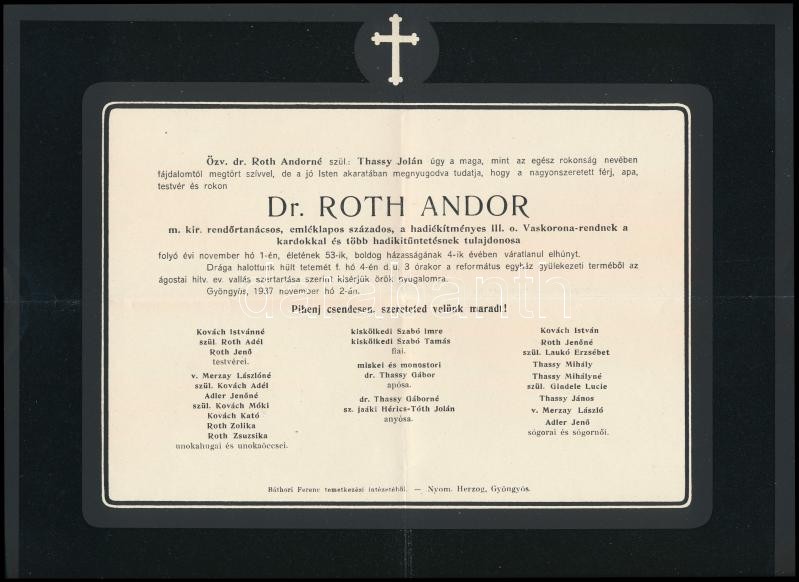 Özv. dr. Roth Andorné szül.: Thassy Jolán úgy a maga, mint az egész rokonság nevében
fájdalomtól megtört szívvel, de a jó Isten akaratában megnyugodva tudatja, hogy a nagyonszeretett férj, apa,
testvér és rokon
Dr. ROTH ANDOR
m. kir. rendőrtanácsos, emléklapos százados, a hadiékítményes III. o. Vaskorona-rendnek a
kardokkal és több hadikitüntetésnek tulajdonosa
folyó évi november hó 1-én, életének 53-ik, boldog házasságának 4-ik évében váratlanul elhúnyt.
Drága halottunk hült tetemét f. hó 4-én d. u. 3 órakor a református egyház gyülekezeti terméből az
ágostai hitv. ev. vallás szertartása szerint kisérjük örök nyugalomra.
Gyöngyös, 1937 november hó 2-án.
Pihenj csendesen, szereteted velünk maradt!
Kovách Istvánné
szül. Roth Adél
Roth Jenő
testvérei.
v. Merzay Lászlóné
szül. Kovách Adél
Adler Jenőné
szül. Kovách Móki
Kovách Kató
Roth Zolika
Roth Zsuzsika
unokahugai és unokaöccsei.
kiskölkedi Szabó Imre
kiskölkedi Szabó Tamás
fiai.
miskei és monostori
dr. Thassy Gábor
apósa.
dr. Thassy Gáborné
sz. jaáki Hérics-Tóth Jolán
anyósa.
Kovách István
Roth Jenőné
szül. Laukó Erzsébet
Thassy Mihály
Thassy Mihályné
szül. Giadele Lucie
Thassy János
v. Merzay László
Adler Jenő
sógorai és sógornői.
Báthori Ferenc temetkezési intézetéből. — Nyom. Herzog, Gyöngyös.
darabanth